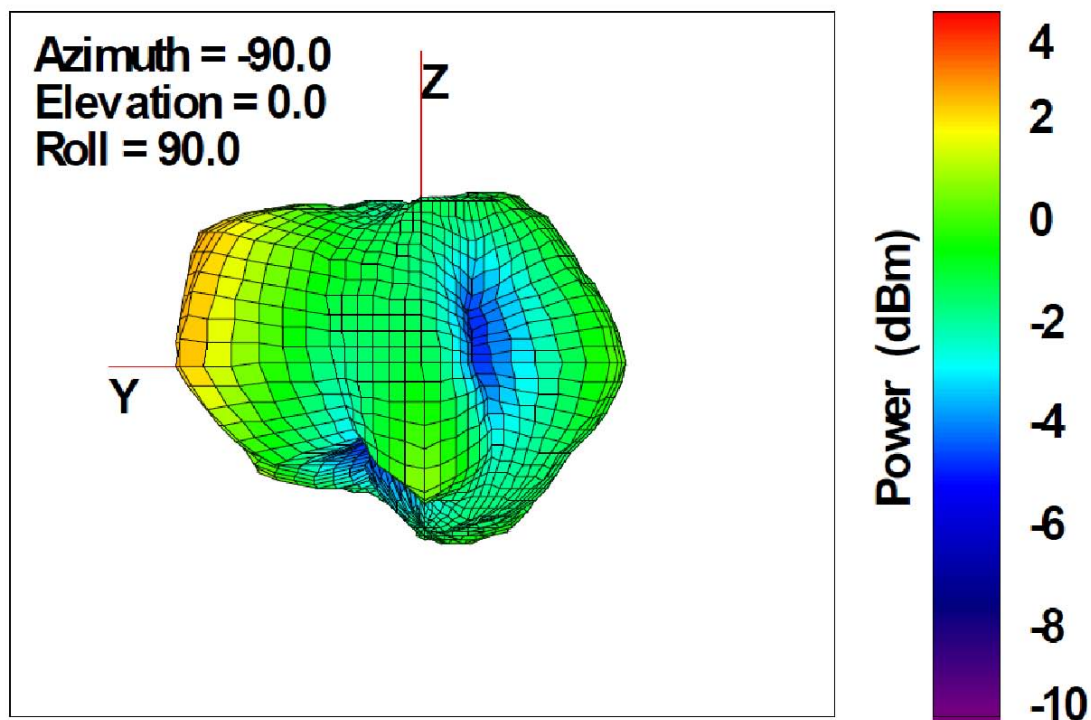 Azimuth = -90.0
Elevation = 0.0
Roll = 90.0
Z
Y
Power (dBm)
4
2
0
-2
-4
-6
-8
-10